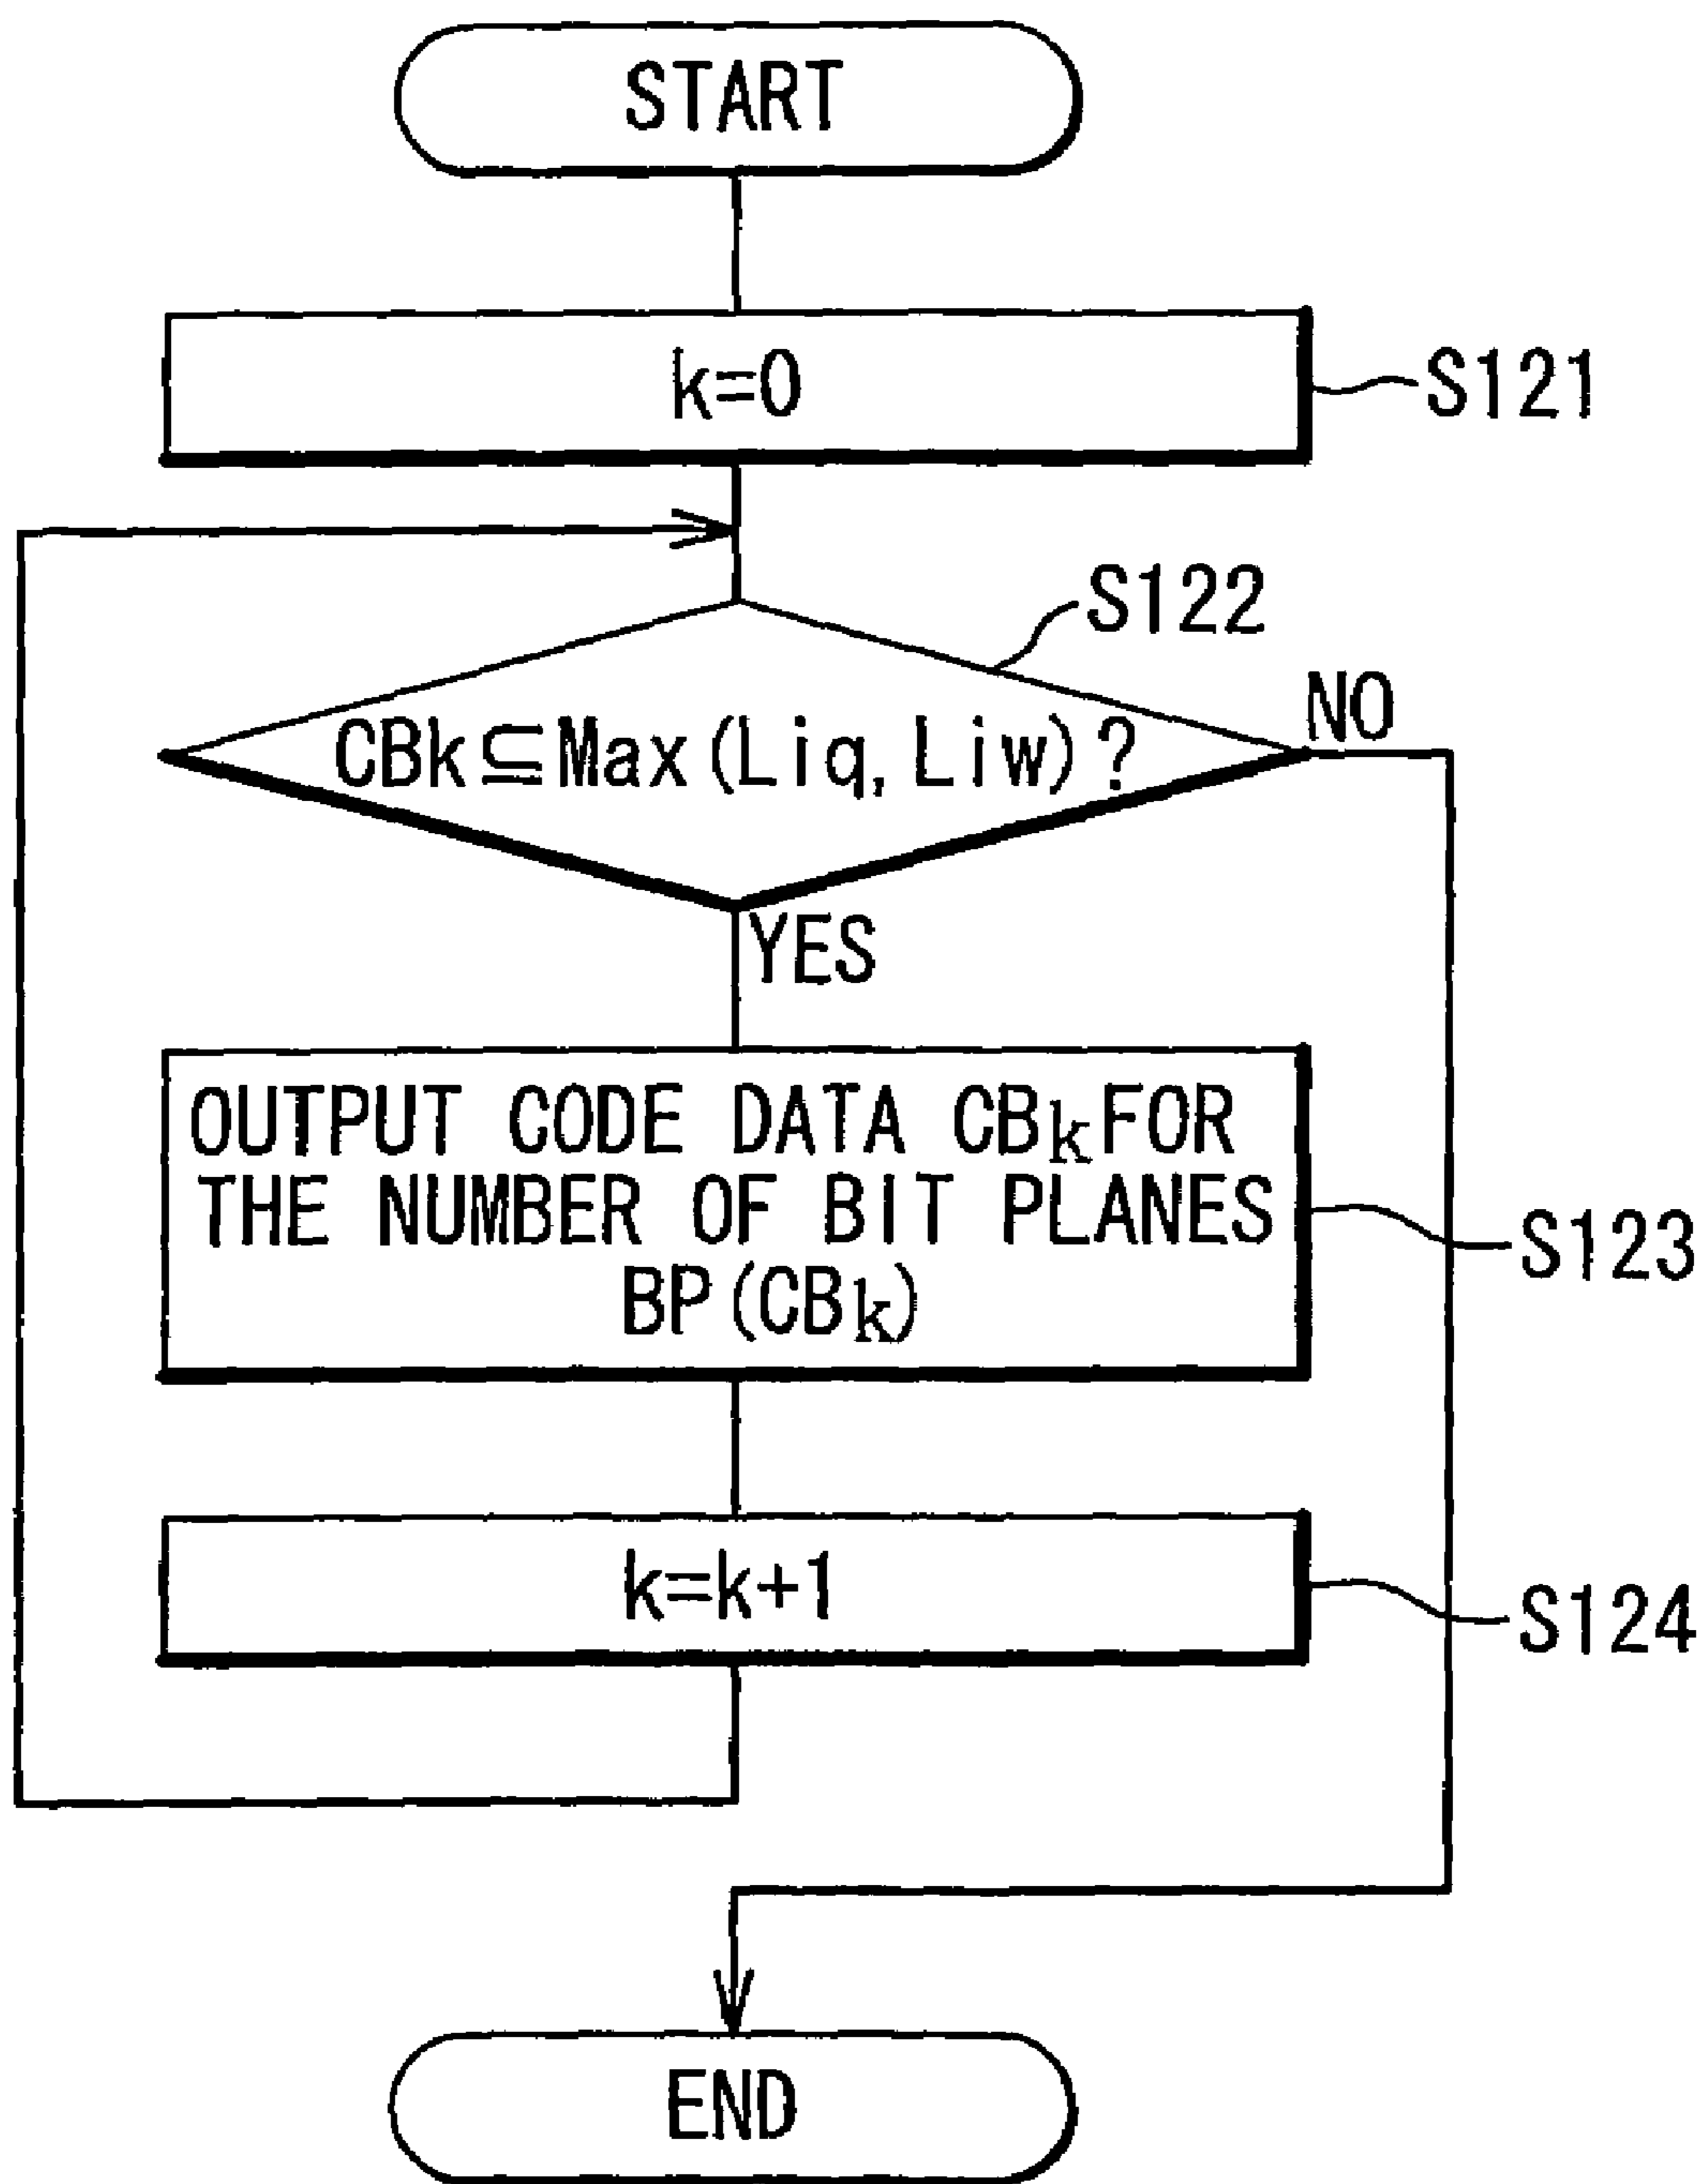 START
k=0
S121
S122
CBk⊆Max(Liq,Liw)?
NO
YES
OUTPUT CODE DATA CBk FOR
THE NUMBER OF BIT PLANES
BP(CBk)
S123
k=k+1
S124
END